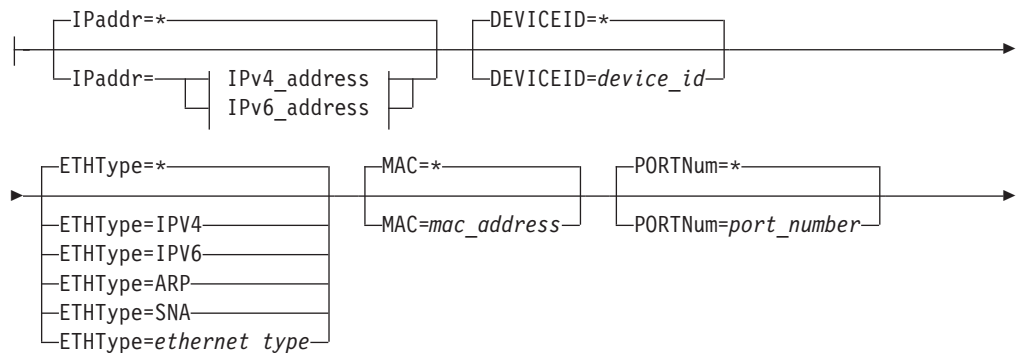 IPaddr=* DEVICEID=*
IPaddr= IPv4_address DEVICEID=device_id
IPv6_address
ETHType=* MAC=* PORTNum=*
ETHType=IPV4 MAC=mac_address PORTNum=port_number
ETHType=IPV6
ETHType=ARP
ETHType=SNA
ETHType=ethernet type